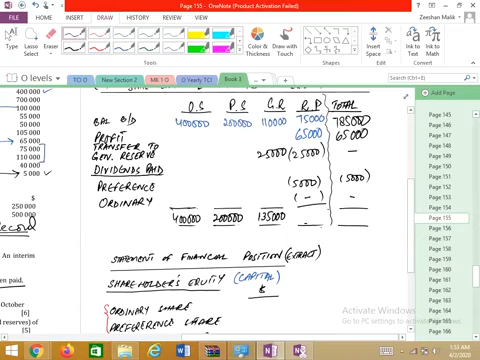 Page 155 - OneNote (Product Activation Failed)
Zeeshan Malik
FILE HOME INSERT DRAW HISTORY REVIEW VIEW
Type Lasso Select Eraser
Color & Thickness Draw with Touch
Shapes
Insert Space
Ink to Text Ink to Math
O levels TC O New Section 2 M6 1 O O Yearly TCI Book 3
Add Page
400 000
700 000
100 000
55 000
50 000
105 000
65 000
75 000
110 000
40 000
5 000
$
250 000
500 000
An interim
en paid.
October
[6]
reserves) of
[5]
O.S P.S G.R R.P TOTAL
BAL B/D 400000 200000 110000 75000 785000
PROFIT 65000 65000
TRANSFER TO
GEN. RESERVE 25000 (25000) -
DIVIDENDS PAID
PREFERENCE (5000) (5000)
ORDINARY ( - ) -
400000 200000 135000
STATEMENT OF FINANCIAL POSITION (EXTRACT)
SHAREHOLDER'S EQUITY (CAPITAL)
$
ORDINARY SHARE
PREFERENCE SHARE
Page 145
Page 146
Page 147
Page 148
Page 149
Page 150
Page 151
Page 152
Page 153
Page 154
Page 155
Page 156
Page 157
Page 158
Page 159
Page 160
Page 161
Page 162
Page 163
Page 164
Page 165
Page 166
Activate Windows
Go to PC settings to activate Windows.
1:53 AM
4/2/2020